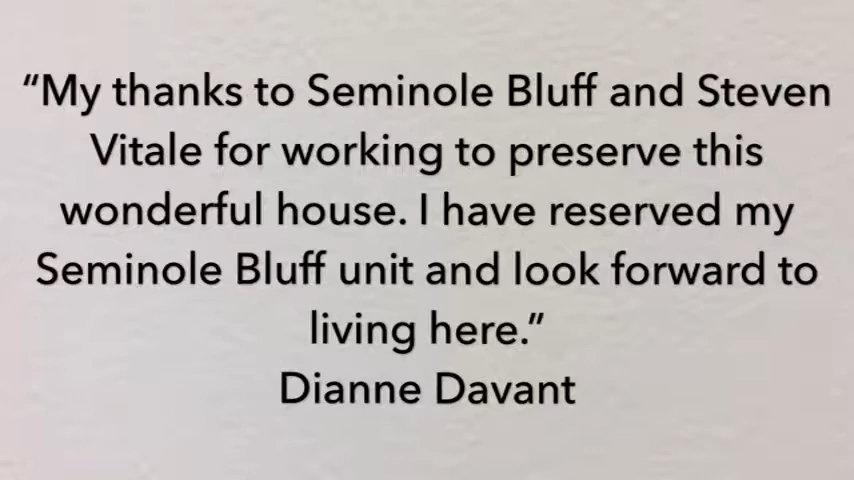 “My thanks to Seminole Bluff and Steven
Vitale for working to preserve this
wonderful house. I have reserved my
Seminole Bluff unit and look forward to
living here.”
Dianne Davant